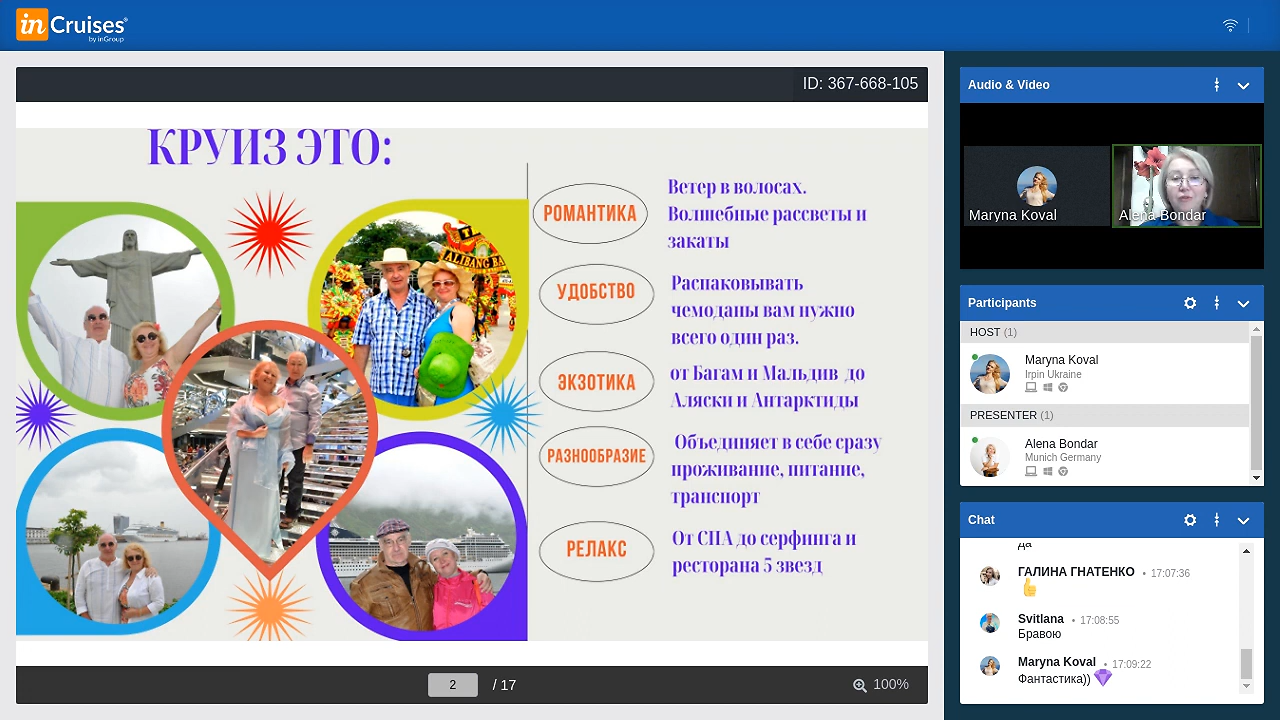 in Cruises®
by inGroup
ID: 367-668-105
КРУИЗ ЭТО:
РОМАНТИКА
Ветер в волосах.
Волшебные рассветы и
закаты
УДОБСТВО
Распаковывать
чемоданы вам нужно
всего один раз.
ЭКЗОТИКА
от Багам и Мальдив до
Аляски и Антарктиды
РАЗНООБРАЗИЕ
Объединяет в себе сразу
проживание, питание,
транспорт
РЕЛАКС
От СПА до серфинга и
ресторана 5 звезд
2 / 17
100%
Audio & Video
Maryna Koval
Alena Bondar
Participants
HOST (1)
Maryna Koval
Irpin Ukraine
PRESENTER (1)
Alena Bondar
Munich Germany
Chat
да
ГАЛИНА ГНАТЕНКО • 17:07:36
Svitlana • 17:08:55
Бравою
Maryna Koval • 17:09:22
Фантастика))